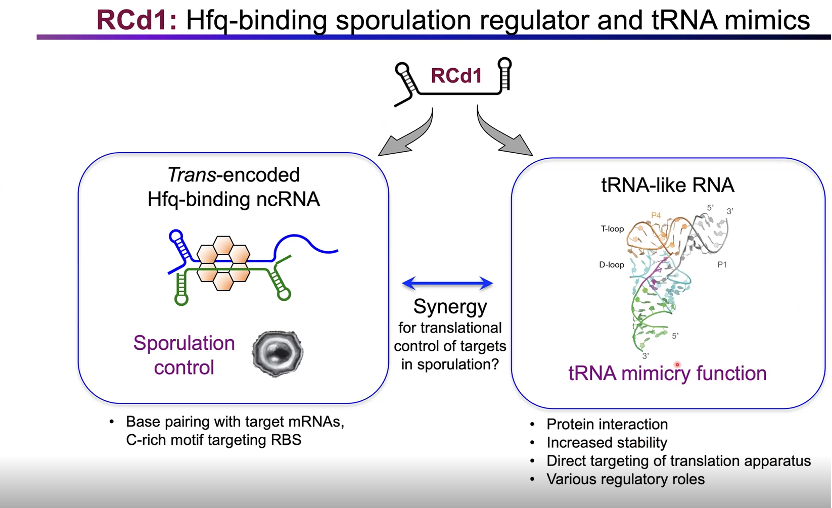 RCd1: Hfq-binding sporulation regulator and tRNA mimics
RCd1
Trans-encoded
Hfq-binding ncRNA
Sporulation
control
• Base pairing with target mRNAs,
C-rich motif targeting RBS
Synergy
for translational
control of targets
in sporulation?
tRNA-like RNA
P4
5'
3'
T-loop
D-loop
P1
5'
3'
tRNA mimicry function
• Protein interaction
• Increased stability
• Direct targeting of translation apparatus
• Various regulatory roles